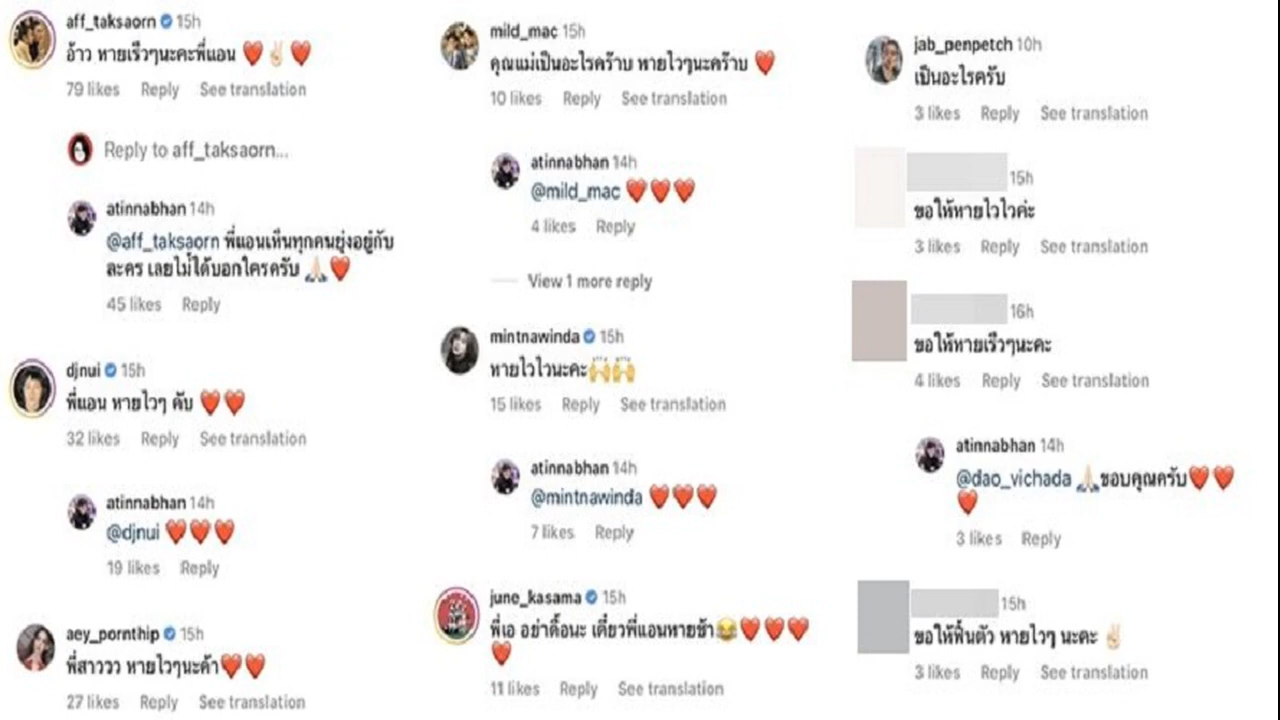 aff_taksaorn 15h
อ้าว หายเร็วๆนะคะพี่แอน ❤️✌🏻❤️
79 likes Reply See translation
Reply to aff_taksaorn...
atinnabhan 14h
@aff_taksaorn พี่แอนเห็นทุกคนยุ่งอยู่กับ
ละคร เลยไม่ได้บอกใครครับ 🙏🏻❤️
45 likes Reply
djnui 15h
พี่แอน หายไวๆ คับ ❤️❤️
32 likes Reply See translation
atinnabhan 14h
@djnui ❤️❤️❤️
19 likes Reply
aey_pornthip 15h
พี่สาววว หายไวๆนะค้า❤️❤️
27 likes Reply See translation
mild_mac 15h
คุณแม่เป็นอะไรคร้าบ หายไวๆนะคร้าบ ❤️
10 likes Reply See translation
atinnabhan 14h
@mild_mac ❤️❤️❤️
4 likes Reply
View 1 more reply
mintnawinda 15h
หายไวไวนะคะ🙌🙌
15 likes Reply See translation
atinnabhan 14h
@mintnawinda ❤️❤️❤️
7 likes Reply
june_kasama 15h
พี่เอ อย่าดื้อนะ เดี๋ยวพี่แอนหายช้า😂❤️❤️❤️
❤️
11 likes Reply See translation
jab_penpetch 10h
เป็นอะไรครับ
3 likes Reply See translation
15h
ขอให้หายไวไวค่ะ
3 likes Reply See translation
16h
ขอให้หายเร็วๆนะคะ
4 likes Reply See translation
atinnabhan 14h
@dao_vichada 🙏🏻ขอบคุณครับ❤️❤️
❤️
3 likes Reply
15h
ขอให้ฟื้นตัว หายไวๆ นะคะ ✌🏻
3 likes Reply See translation